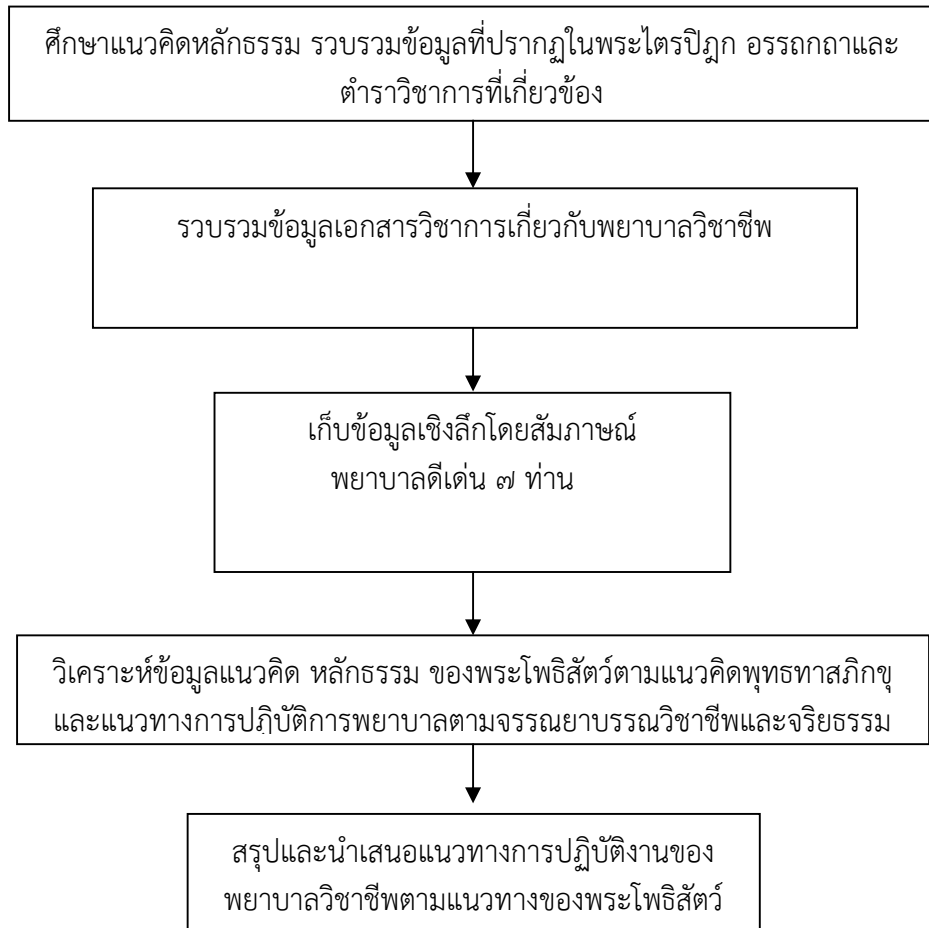 ศึกษาแนวคิดหลักธรรม รวบรวมข้อมูลที่ปรากฏในพระไตรปิฎก อรรถกถาและ
ตำราวิชาการที่เกี่ยวข้อง
รวบรวมข้อมูลเอกสารวิชาการเกี่ยวกับพยาบาลวิชาชีพ
เก็บข้อมูลเชิงลึกโดยสัมภาษณ์
พยาบาลดีเด่น ๗ ท่าน
วิเคราะห์ข้อมูลแนวคิด หลักธรรม ของพระโพธิสัตว์ตามแนวคิดพุทธทาสภิกขุ
และแนวทางการปฏิบัติการพยาบาลตามจรรณยาบรรณวิชาชีพและจริยธรรม
สรุปและนำเสนอแนวทางการปฏิบัติงานของ
พยาบาลวิชาชีพตามแนวทางของพระโพธิสัตว์